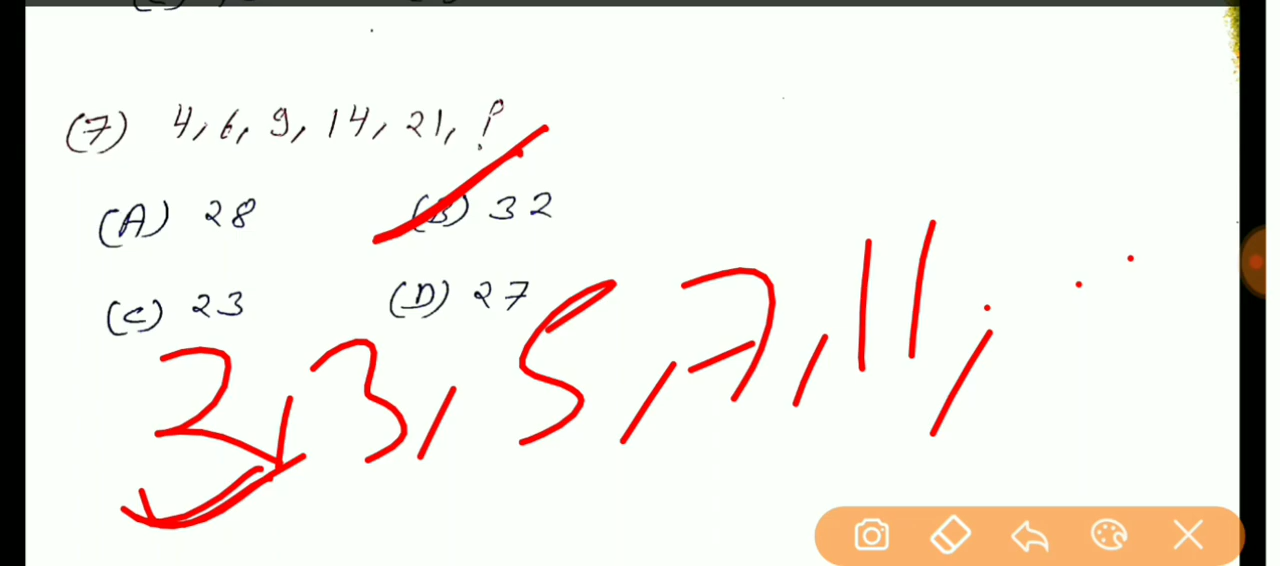 (7) 4, 6, 9, 14, 21, ?
(A) 28 (B) 32
(C) 23 (D) 27
2, 3, 5, 7, 11, . .